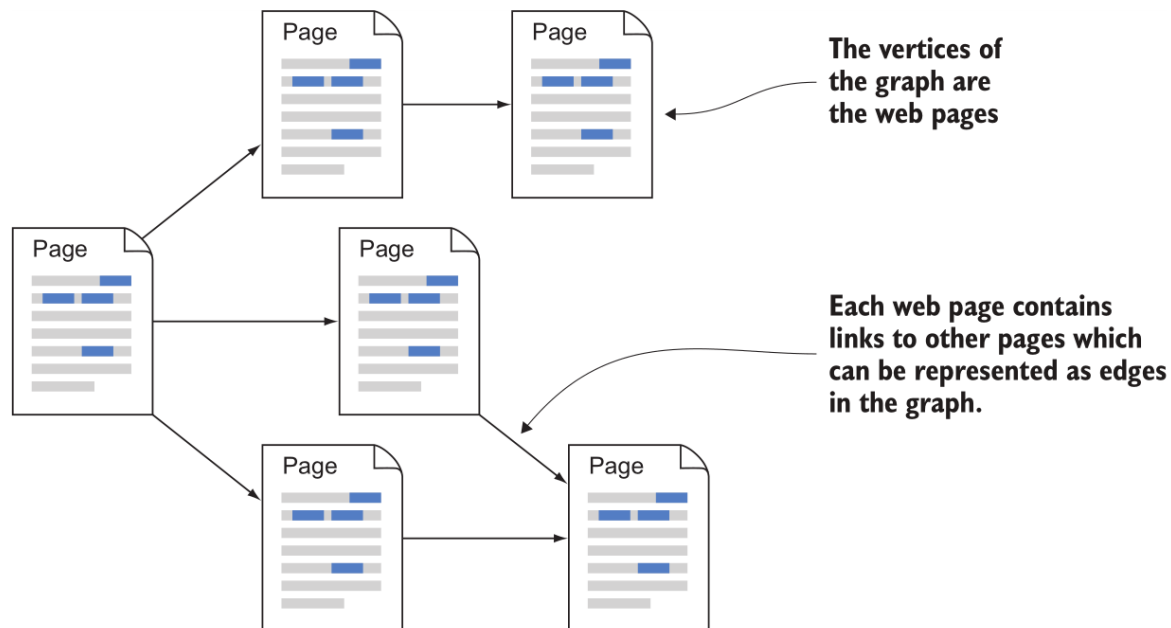 Page
Page
The vertices of
the graph are
the web pages
Page
Page
Each web page contains
links to other pages which
can be represented as edges
in the graph.
Page
Page